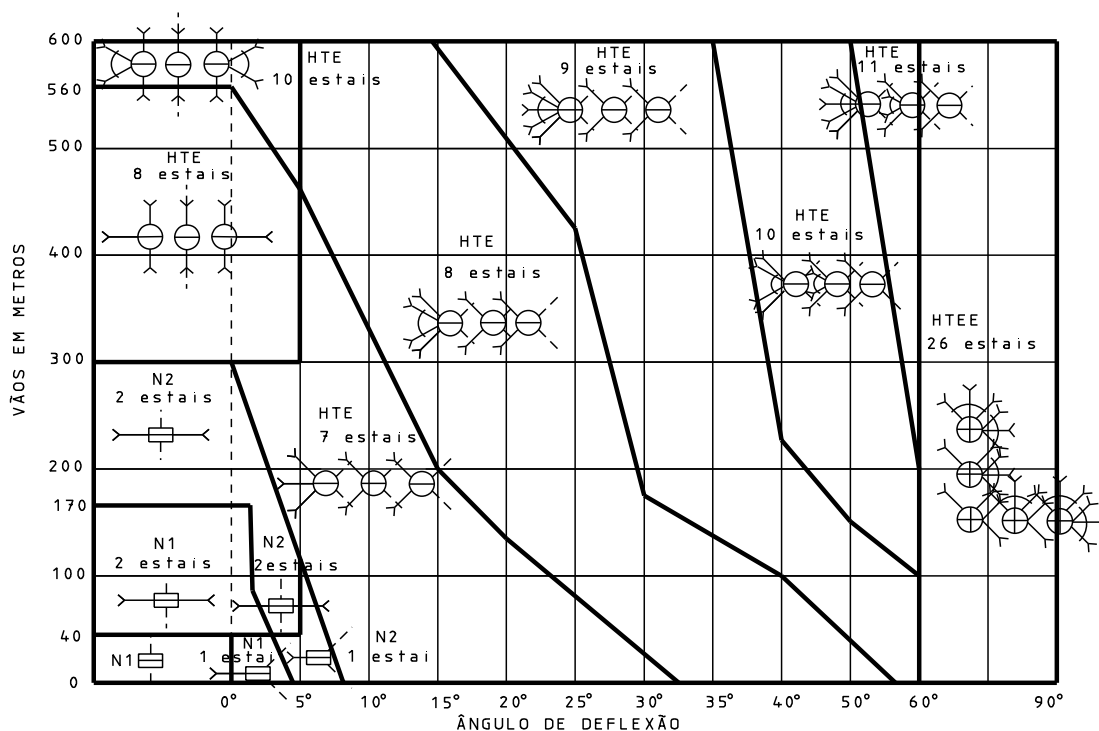 600
560
500
400
300
200
170
100
40
0
VÃOS EM METROS
HTE
10 estais
HTE
9 estais
HTE
11 estais
HTE
8 estais
HTE
8 estais
HTE
10 estais
HTEE
26 estais
N2
2 estais
HTE
7 estais
N1
2 estais
N2
2estais
N1
N1
1 estai
N2
1 estai
0° 5° 10° 15° 20° 25° 30° 35° 40° 50° 60° 90°
ÂNGULO DE DEFLEXÃO